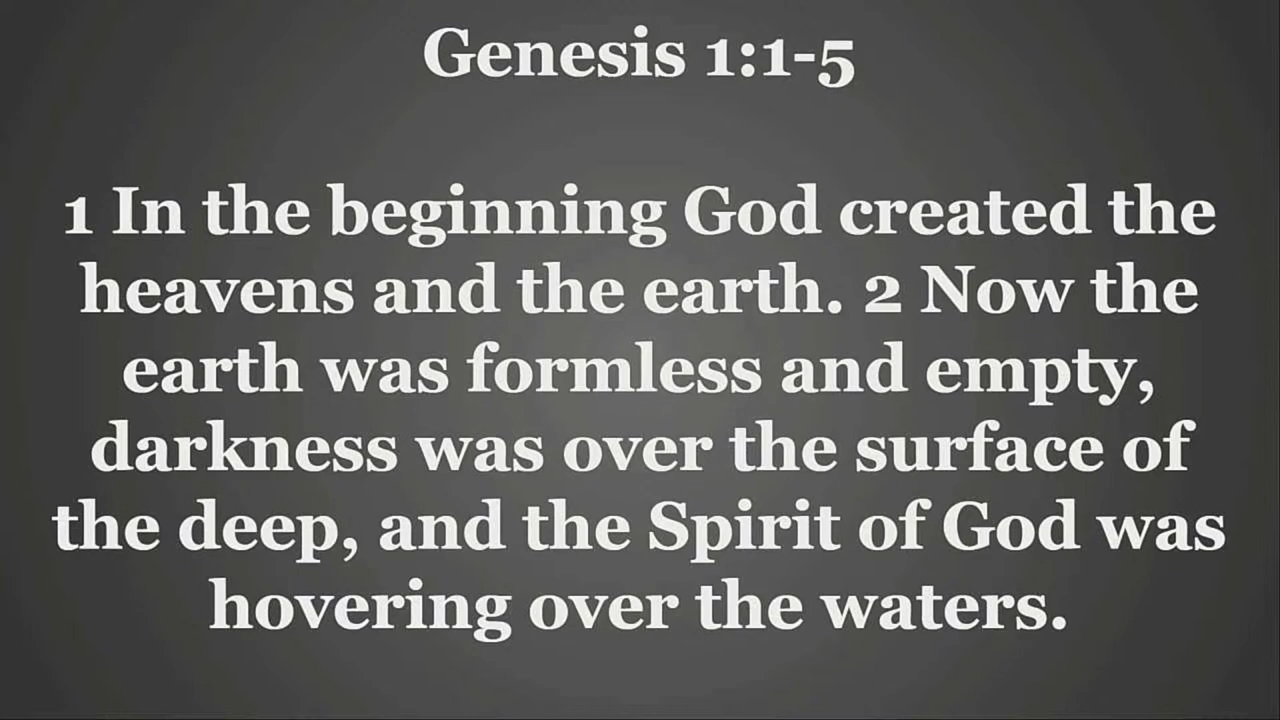 Genesis 1:1-5
1 In the beginning God created the
heavens and the earth. 2 Now the
earth was formless and empty,
darkness was over the surface of
the deep, and the Spirit of God was
hovering over the waters.